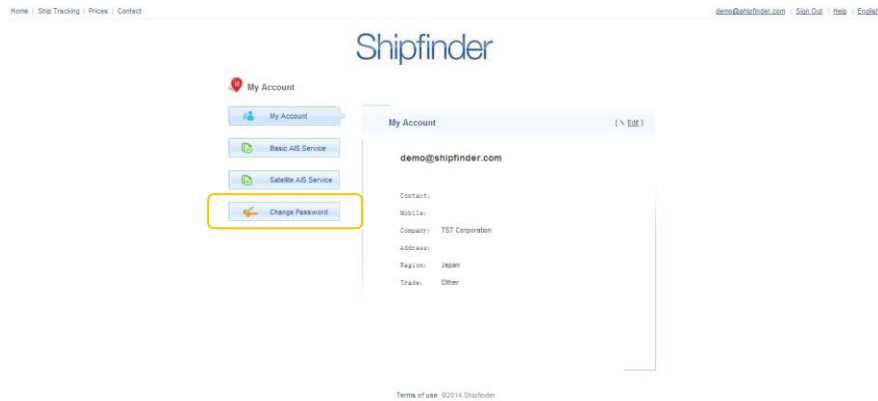 Home | Ship Tracking | Prices | Contact
demo@shipfinder.com | Sign Out | Help | English
Shipfinder
My Account
My Account
Basic AIS Service
Satellite AIS Service
Change Password
My Account
[ Edit ]
demo@shipfinder.com
Contact:
Mobile:
Company: TST Corporation
Address:
Region: Japan
Trade: Other
Terms of use ©2014 Shipfinder